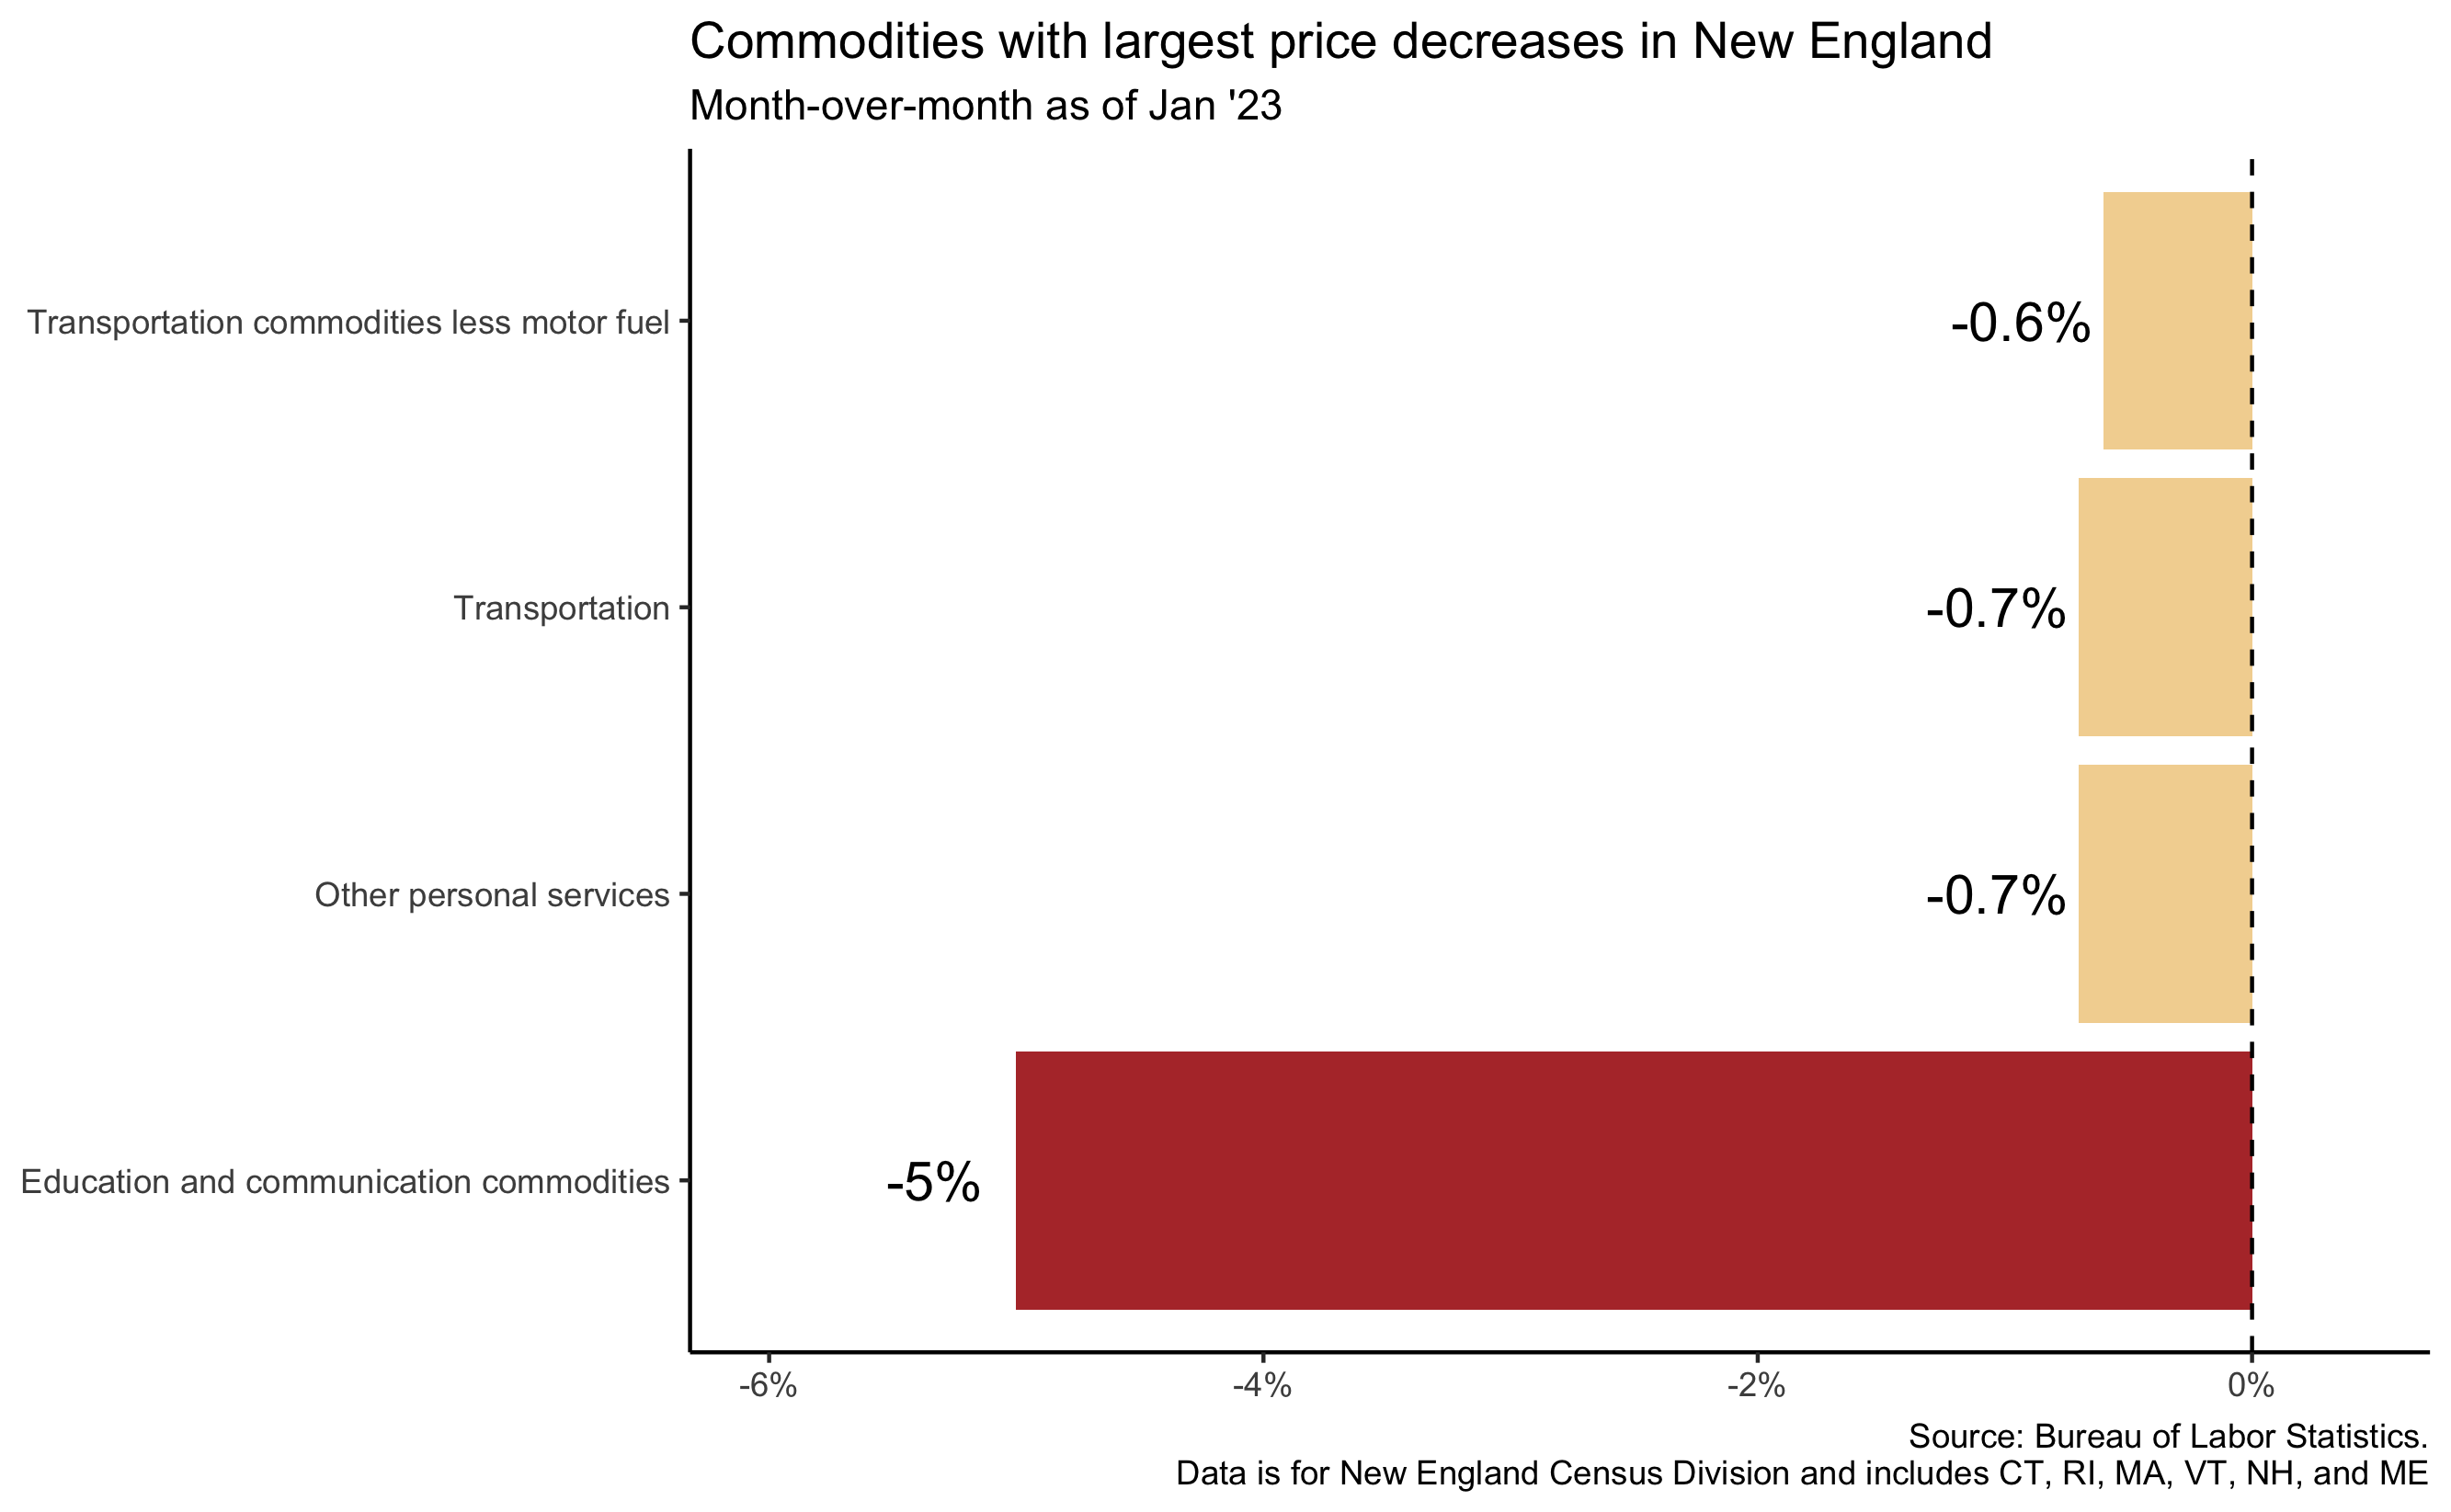 Commodities with largest price decreases in New England
Month-over-month as of Jan '23
Transportation commodities less motor fuel
-0.6%
Transportation
-0.7%
Other personal services
-0.7%
Education and communication commodities
-5%
-6%
-4%
-2%
0%
Source: Bureau of Labor Statistics.
Data is for New England Census Division and includes CT, RI, MA, VT, NH, and ME